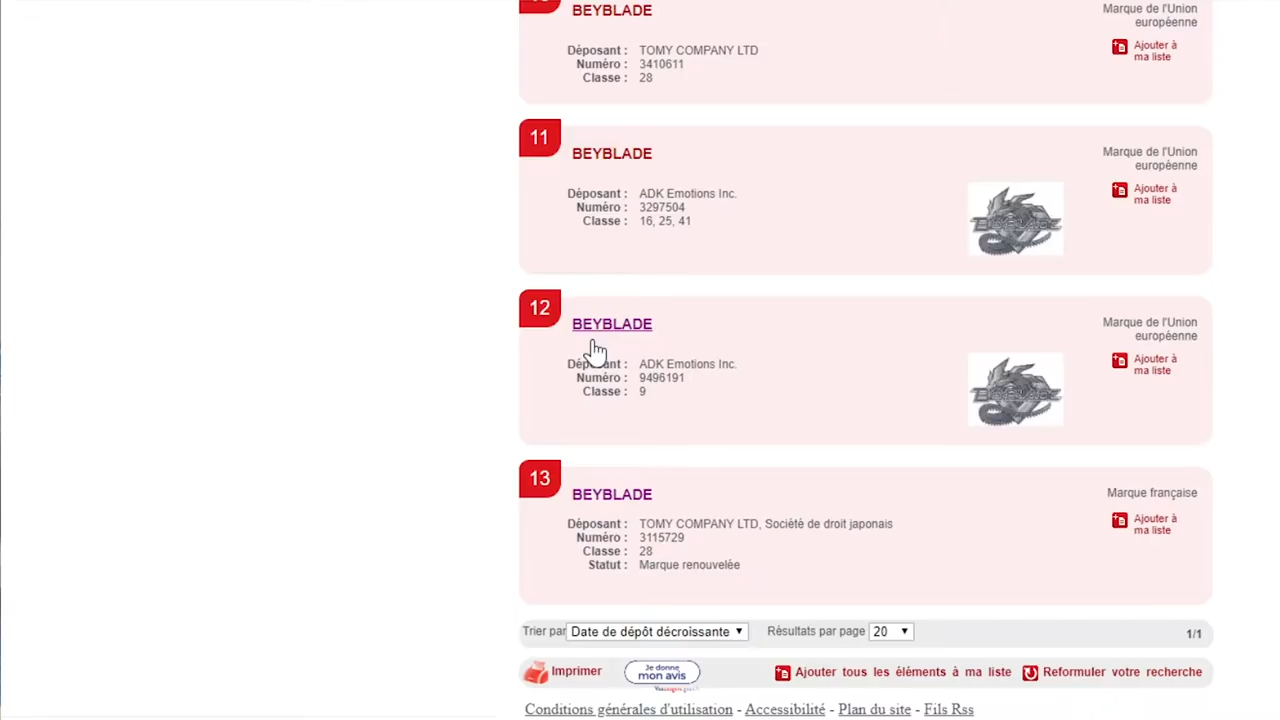 BEYBLADE
Marque de l'Union
européenne
Déposant : TOMY COMPANY LTD
Numéro : 3410611
Classe : 28
Ajouter à
ma liste
11
BEYBLADE
Marque de l'Union
européenne
Déposant : ADK Emotions Inc.
Numéro : 3297504
Classe : 16, 25, 41
BEYBLADE
Ajouter à
ma liste
12
BEYBLADE
Marque de l'Union
européenne
ADK Emotions Inc.
Numéro : 9496191
Classe : 9
BEYBLADE
Ajouter à
ma liste
13
BEYBLADE
Marque française
Déposant : TOMY COMPANY LTD, Société de droit japonais
Numéro : 3115729
Classe : 28
Statut : Marque renouvelée
Ajouter à
ma liste
Trier par Date de dépôt décroissante Résultats par page 20 1/1
Imprimer Je donne mon avis Ajouter tous les éléments à ma liste Reformuler votre recherche
Conditions générales d'utilisation - Accessibilité - Plan du site - Fils Rss